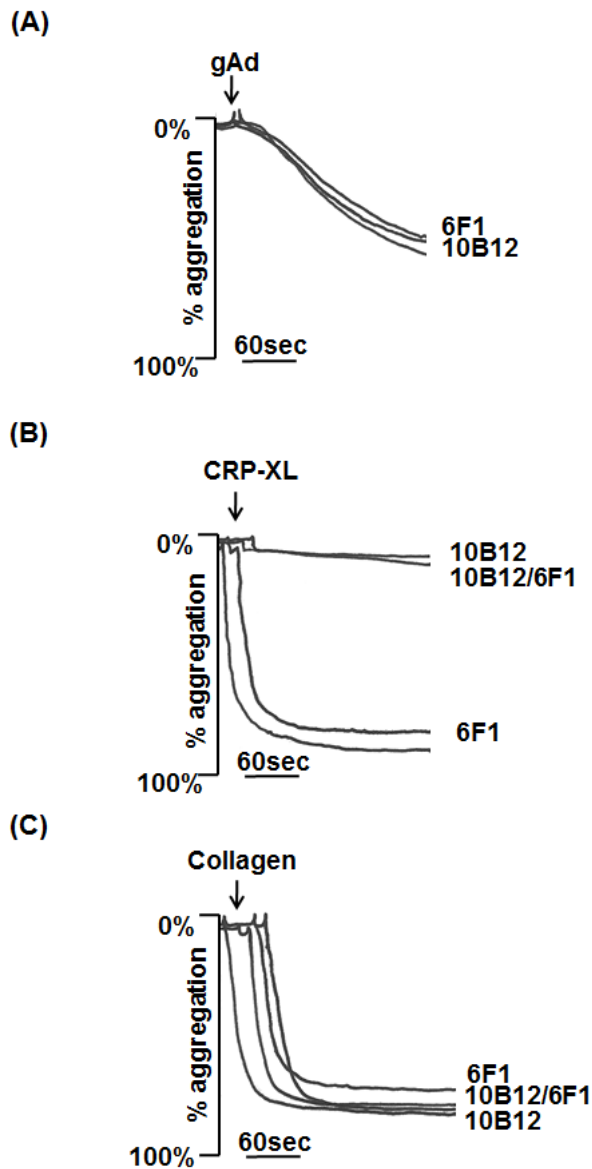 (A)
gAd
0%
% aggregation
6F1
10B12
60sec
100%
(B)
CRP-XL
0%
% aggregation
10B12
10B12/6F1
6F1
60sec
100%
(C)
Collagen
0%
% aggregation
6F1
10B12/6F1
10B12
60sec
100%